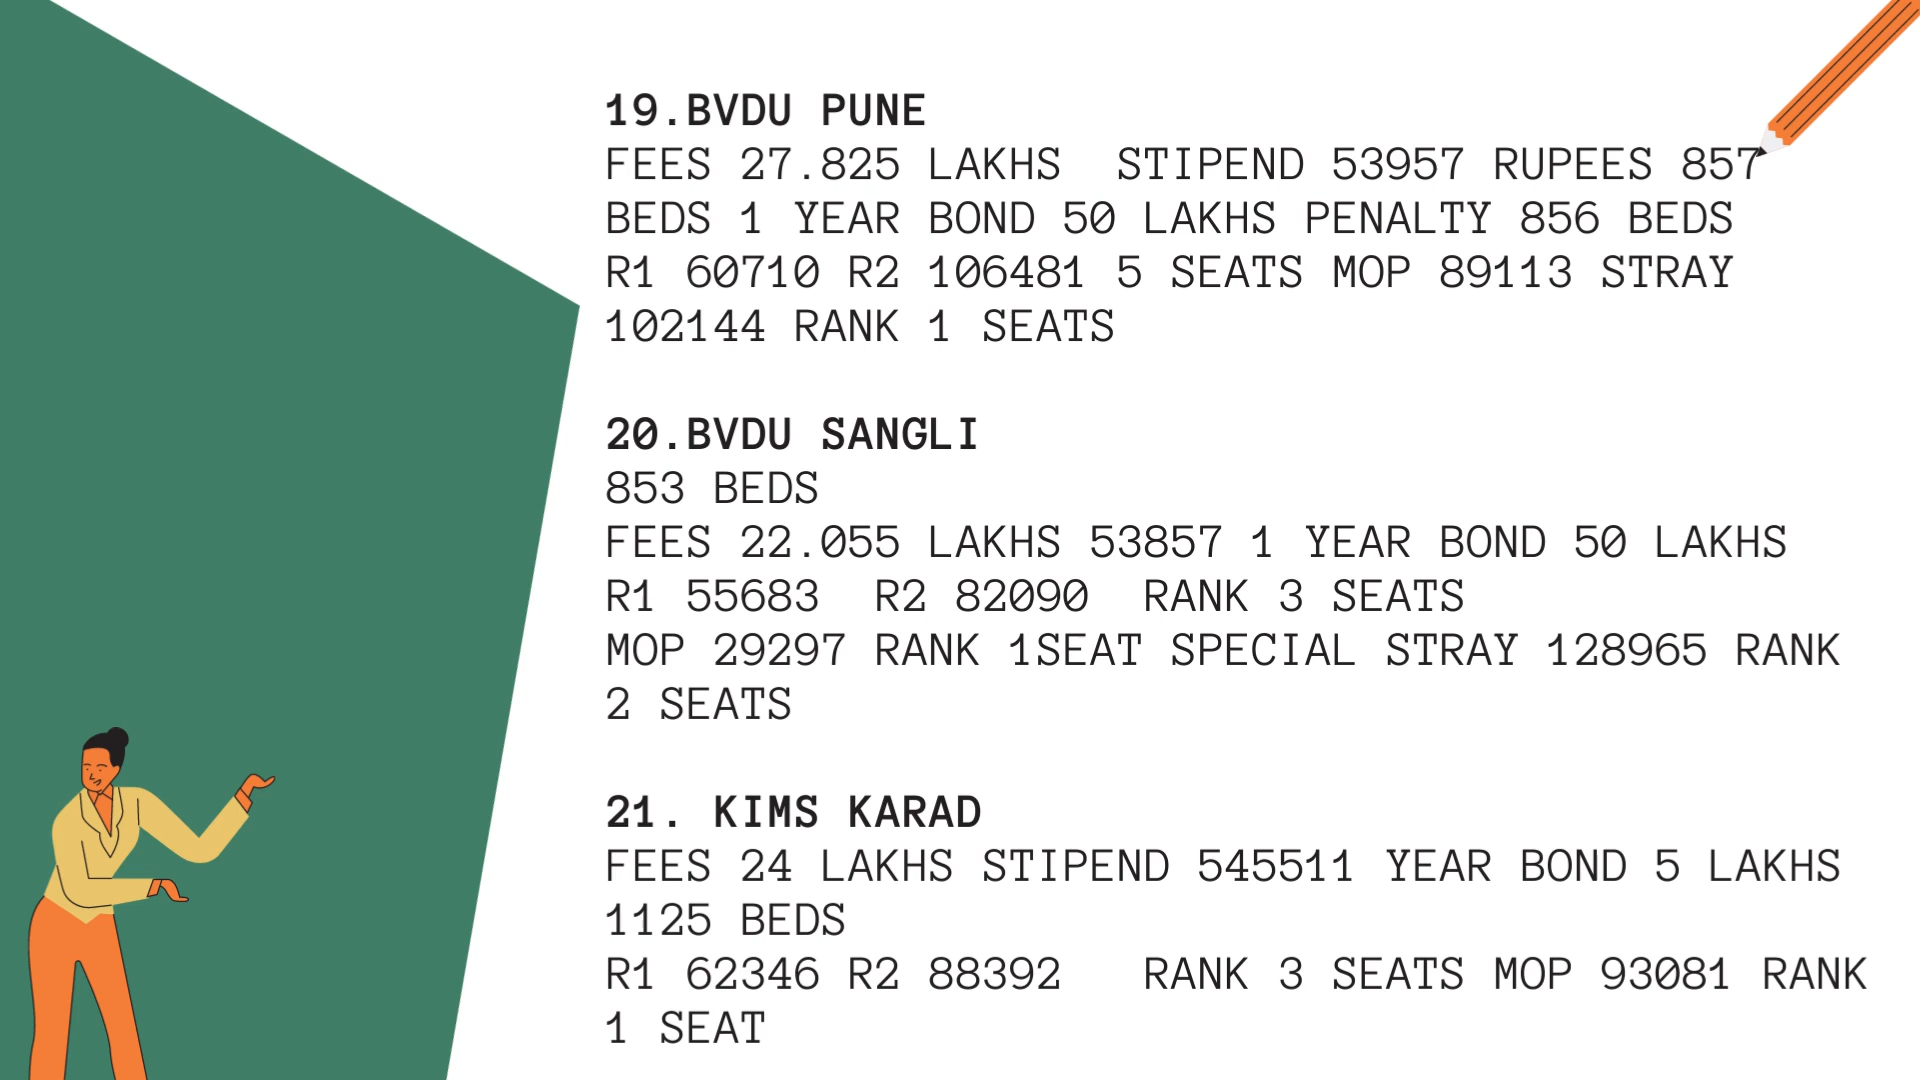 19.BVDU PUNE
FEES 27.825 LAKHS  STIPEND 53957 RUPEES 857
BEDS 1 YEAR BOND 50 LAKHS PENALTY 856 BEDS
R1 60710 R2 106481 5 SEATS MOP 89113 STRAY
102144 RANK 1 SEATS
20.BVDU SANGLI
853 BEDS
FEES 22.055 LAKHS 53857 1 YEAR BOND 50 LAKHS
R1 55683  R2 82090  RANK 3 SEATS
MOP 29297 RANK 1SEAT SPECIAL STRAY 128965 RANK
2 SEATS
21. KIMS KARAD
FEES 24 LAKHS STIPEND 545511 YEAR BOND 5 LAKHS
1125 BEDS
R1 62346 R2 88392   RANK 3 SEATS MOP 93081 RANK
1 SEAT